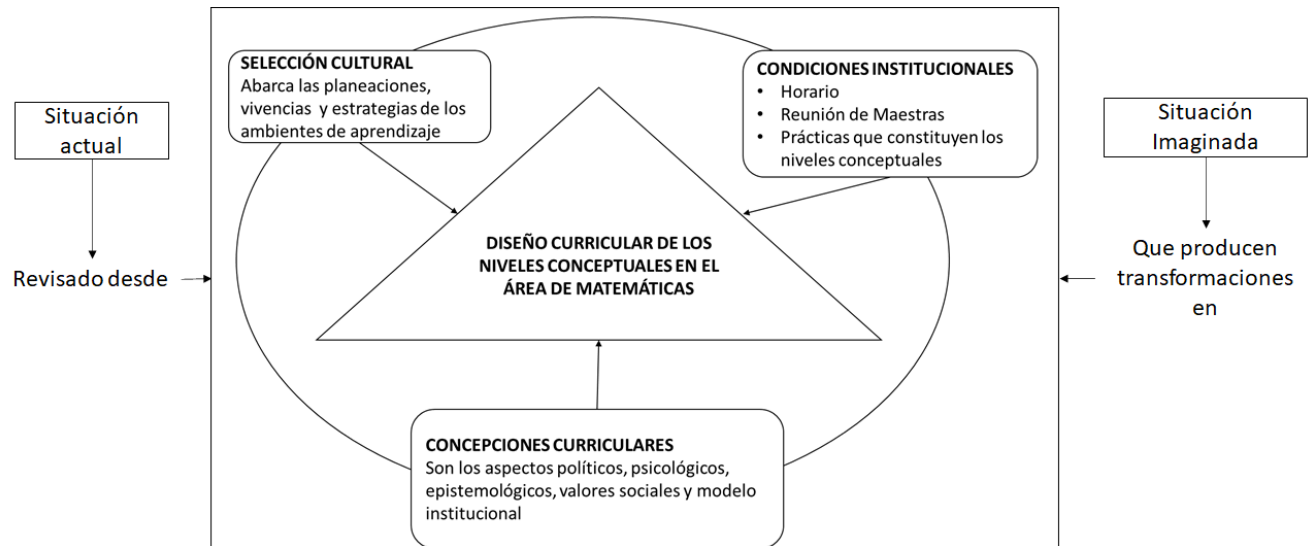 Situación
actual
Revisado desde
SELECCIÓN CULTURAL
Abarca las planeaciones,
vivencias y estrategias de los
ambientes de aprendizaje
CONDICIONES INSTITUCIONALES
• Horario
• Reunión de Maestras
• Prácticas que constituyen los
niveles conceptuales
DISEÑO CURRICULAR DE LOS
NIVELES CONCEPTUALES EN EL
ÁREA DE MATEMÁTICAS
CONCEPCIONES CURRICULARES
Son los aspectos políticos, psicológicos,
epistemológicos, valores sociales y modelo
institucional
Situación
Imaginada
Que producen
transformaciones
en